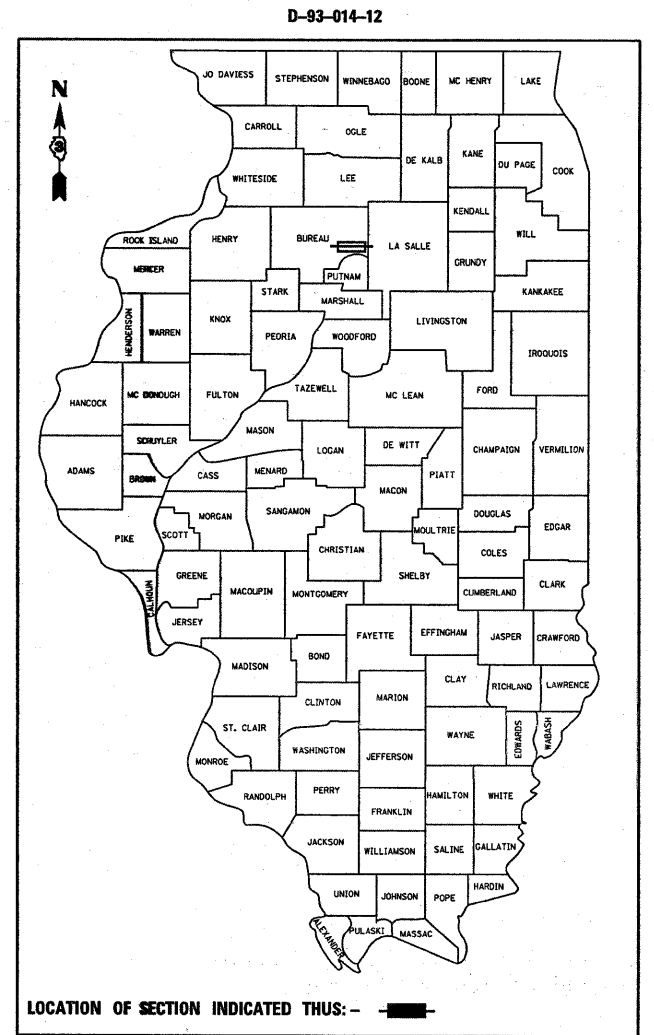 D-93-014-12
N
JO DAVIESS STEPHENSON WINNEBAGO BOONE MC HENRY LAKE
CARROLL OGLE DE KALB KANE DU PAGE COOK
WHITESIDE LEE
KENDALL
ROCK ISLAND HENRY BUREAU LA SALLE WILL
MERCER PUTNAM GRUNDY
STARK MARSHALL KANKAKEE
HENDERSON WARREN KNOX PEORIA WOODFORD LIVINGSTON
IROQUOIS
HANCOCK MC DONOUGH FULTON TAZEWELL MC LEAN FORD
MASON
SCHUYLER LOGAN DE WITT CHAMPAIGN VERMILION
ADAMS BROWN CASS MENARD PIATT
MACON
MORGAN SANGAMON DOUGLAS
PIKE SCOTT CHRISTIAN MOULTRIE EDGAR
COLES
GREENE MACOUPIN MONTGOMERY SHELBY CUMBERLAND CLARK
CALHOUN
JERSEY FAYETTE EFFINGHAM JASPER CRAWFORD
MADISON BOND
CLINTON MARION CLAY RICHLAND LAWRENCE
ST. CLAIR WAYNE EDWARDS WABASH
MONROE WASHINGTON JEFFERSON
RANDOLPH PERRY HAMILTON WHITE
FRANKLIN
JACKSON WILLIAMSON SALINE GALLATIN
UNION JOHNSON POPE HARDIN
ALEXANDER PULASKI MASSAC
LOCATION OF SECTION INDICATED THUS: -